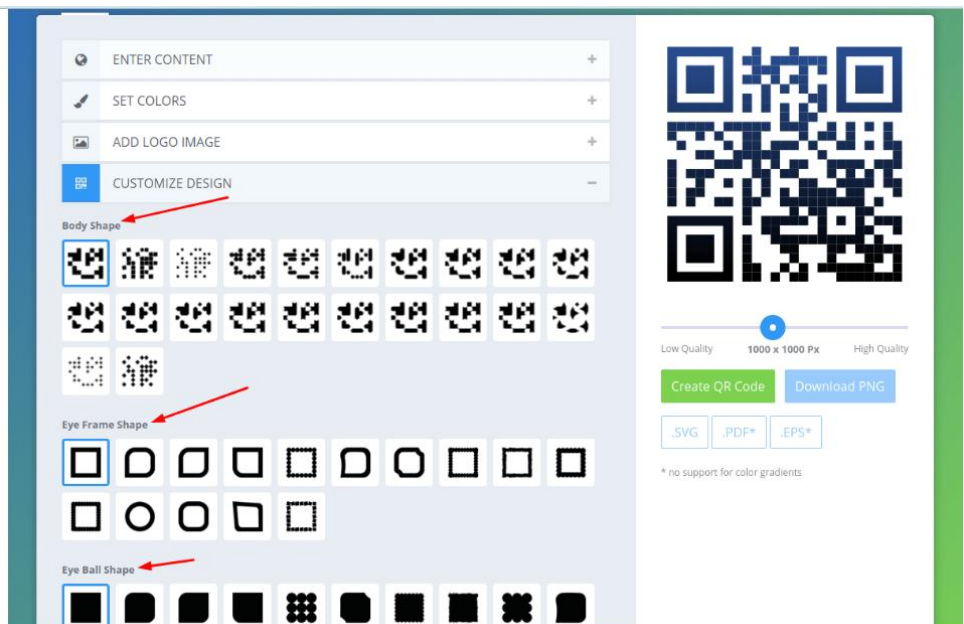 ENTER CONTENT +
SET COLORS +
ADD LOGO IMAGE +
CUSTOMIZE DESIGN −
Body Shape
Eye Frame Shape
Eye Ball Shape
Low Quality 1000 x 1000 Px High Quality
Create QR Code Download PNG
.SVG .PDF* .EPS*
* no support for color gradients